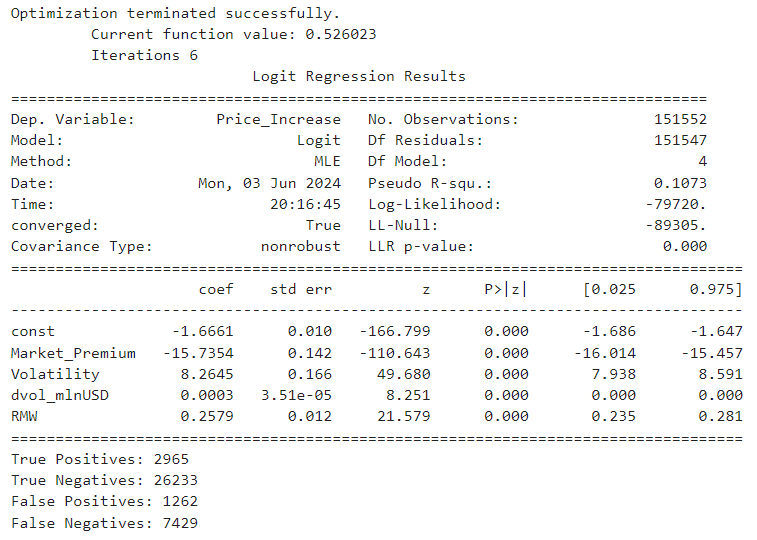 Optimization terminated successfully.
         Current function value: 0.526023
         Iterations 6
                           Logit Regression Results
==============================================================================
Dep. Variable:         Price_Increase   No. Observations:               151552
Model:                          Logit   Df Residuals:                   151547
Method:                           MLE   Df Model:                            4
Date:                Mon, 03 Jun 2024   Pseudo R-squ.:                  0.1073
Time:                        20:16:45   Log-Likelihood:                -79720.
converged:                       True   LL-Null:                       -89305.
Covariance Type:            nonrobust   LLR p-value:                     0.000
==================================================================================
                     coef    std err          z      P>|z|      [0.025      0.975]
----------------------------------------------------------------------------------
const             -1.6661      0.010   -166.799      0.000      -1.686      -1.647
Market_Premium   -15.7354      0.142   -110.643      0.000     -16.014     -15.457
Volatility         8.2645      0.166     49.680      0.000       7.938       8.591
dvol_mlnUSD        0.0003   3.51e-05      8.251      0.000       0.000       0.000
RMW                0.2579      0.012     21.579      0.000       0.235       0.281
==================================================================================
True Positives: 2965
True Negatives: 26233
False Positives: 1262
False Negatives: 7429